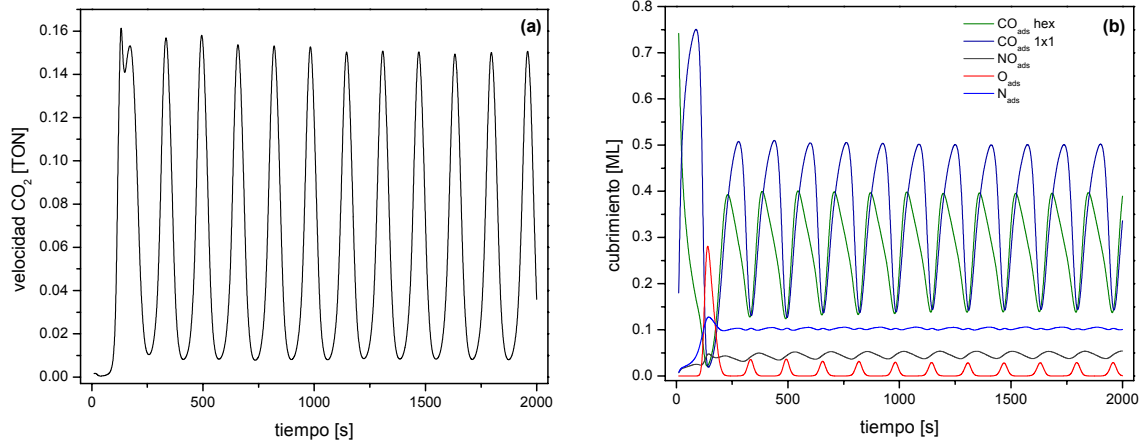 (a)
velocidad CO2 [TON]
0.16
0.14
0.12
0.10
0.08
0.06
0.04
0.02
0.00
0
500
1000
1500
2000
tiempo [s]
(b)
cubrimiento [ML]
0.8
0.7
0.6
0.5
0.4
0.3
0.2
0.1
0.0
COads hex
COads 1x1
NOads
Oads
Nads
0
500
1000
1500
2000
tiempo [s]